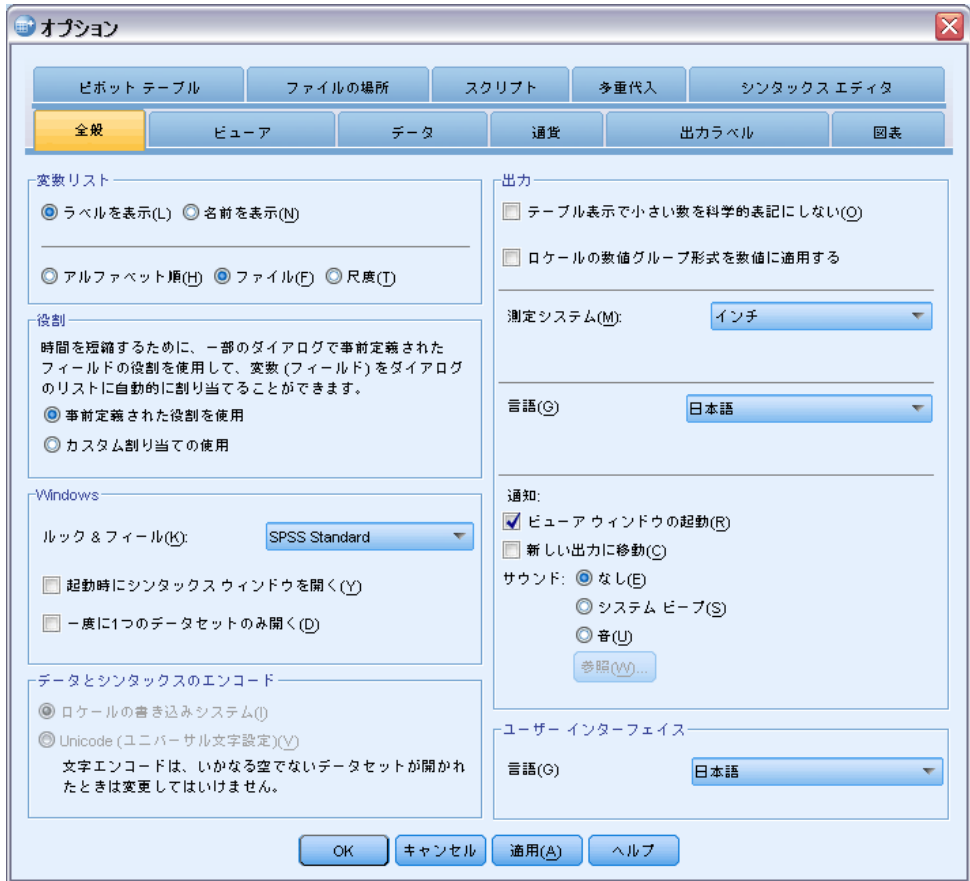 オプション
ピボット テーブル ファイルの場所 スクリプト 多重代入 シンタックス エディタ
全般 ビューア データ 通貨 出力ラベル 図表
変数リスト
ラベルを表示(L) 名前を表示(N)
アルファベット順(H) ファイル(F) 尺度(T)
役割
時間を短縮するために、一部のダイアログで事前定義された
フィールドの役割を使用して、変数 (フィールド) をダイアログ
のリストに自動的に割り当てることができます。
事前定義された役割を使用
カスタム割り当ての使用
Windows
ルック & フィール(K): SPSS Standard
起動時にシンタックス ウィンドウを開く(Y)
一度に1つのデータセットのみ開く(D)
データとシンタックスのエンコード
ロケールの書き込みシステム(I)
Unicode (ユニバーサル文字設定)(V)
文字エンコードは、いかなる空でないデータセットが開かれ
たときは変更してはいけません。
出力
テーブル表示で小さい数を科学的表記にしない(O)
ロケールの数値グループ形式を数値に適用する
測定システム(M): インチ
言語(G) 日本語
通知:
ビューア ウィンドウの起動(R)
新しい出力に移動(C)
サウンド: なし(E)
システム ビープ(S)
音(U)
参照(W)...
ユーザー インターフェイス
言語(G) 日本語
OK キャンセル 適用(A) ヘルプ